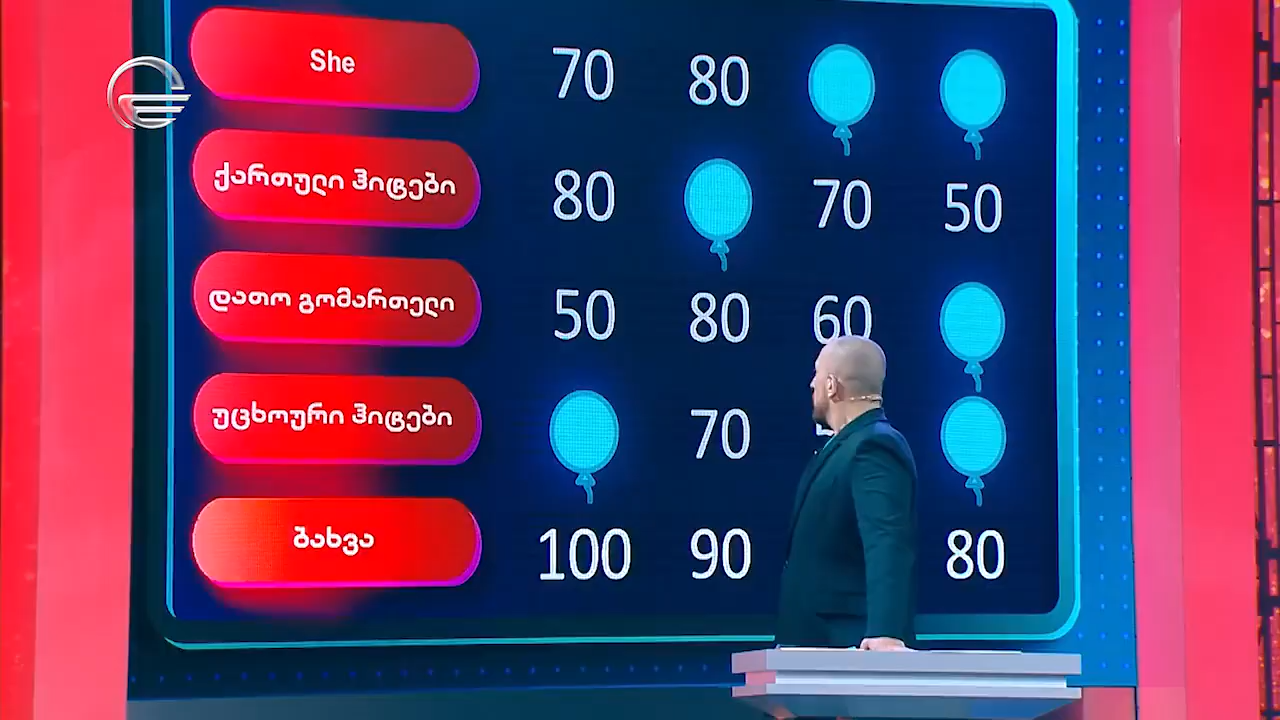 She 70 80
ქართული ჰიტები 80 70 50
დათო გომართელი 50 80 60
უცხოური ჰიტები 70
ბახვა 100 90 80